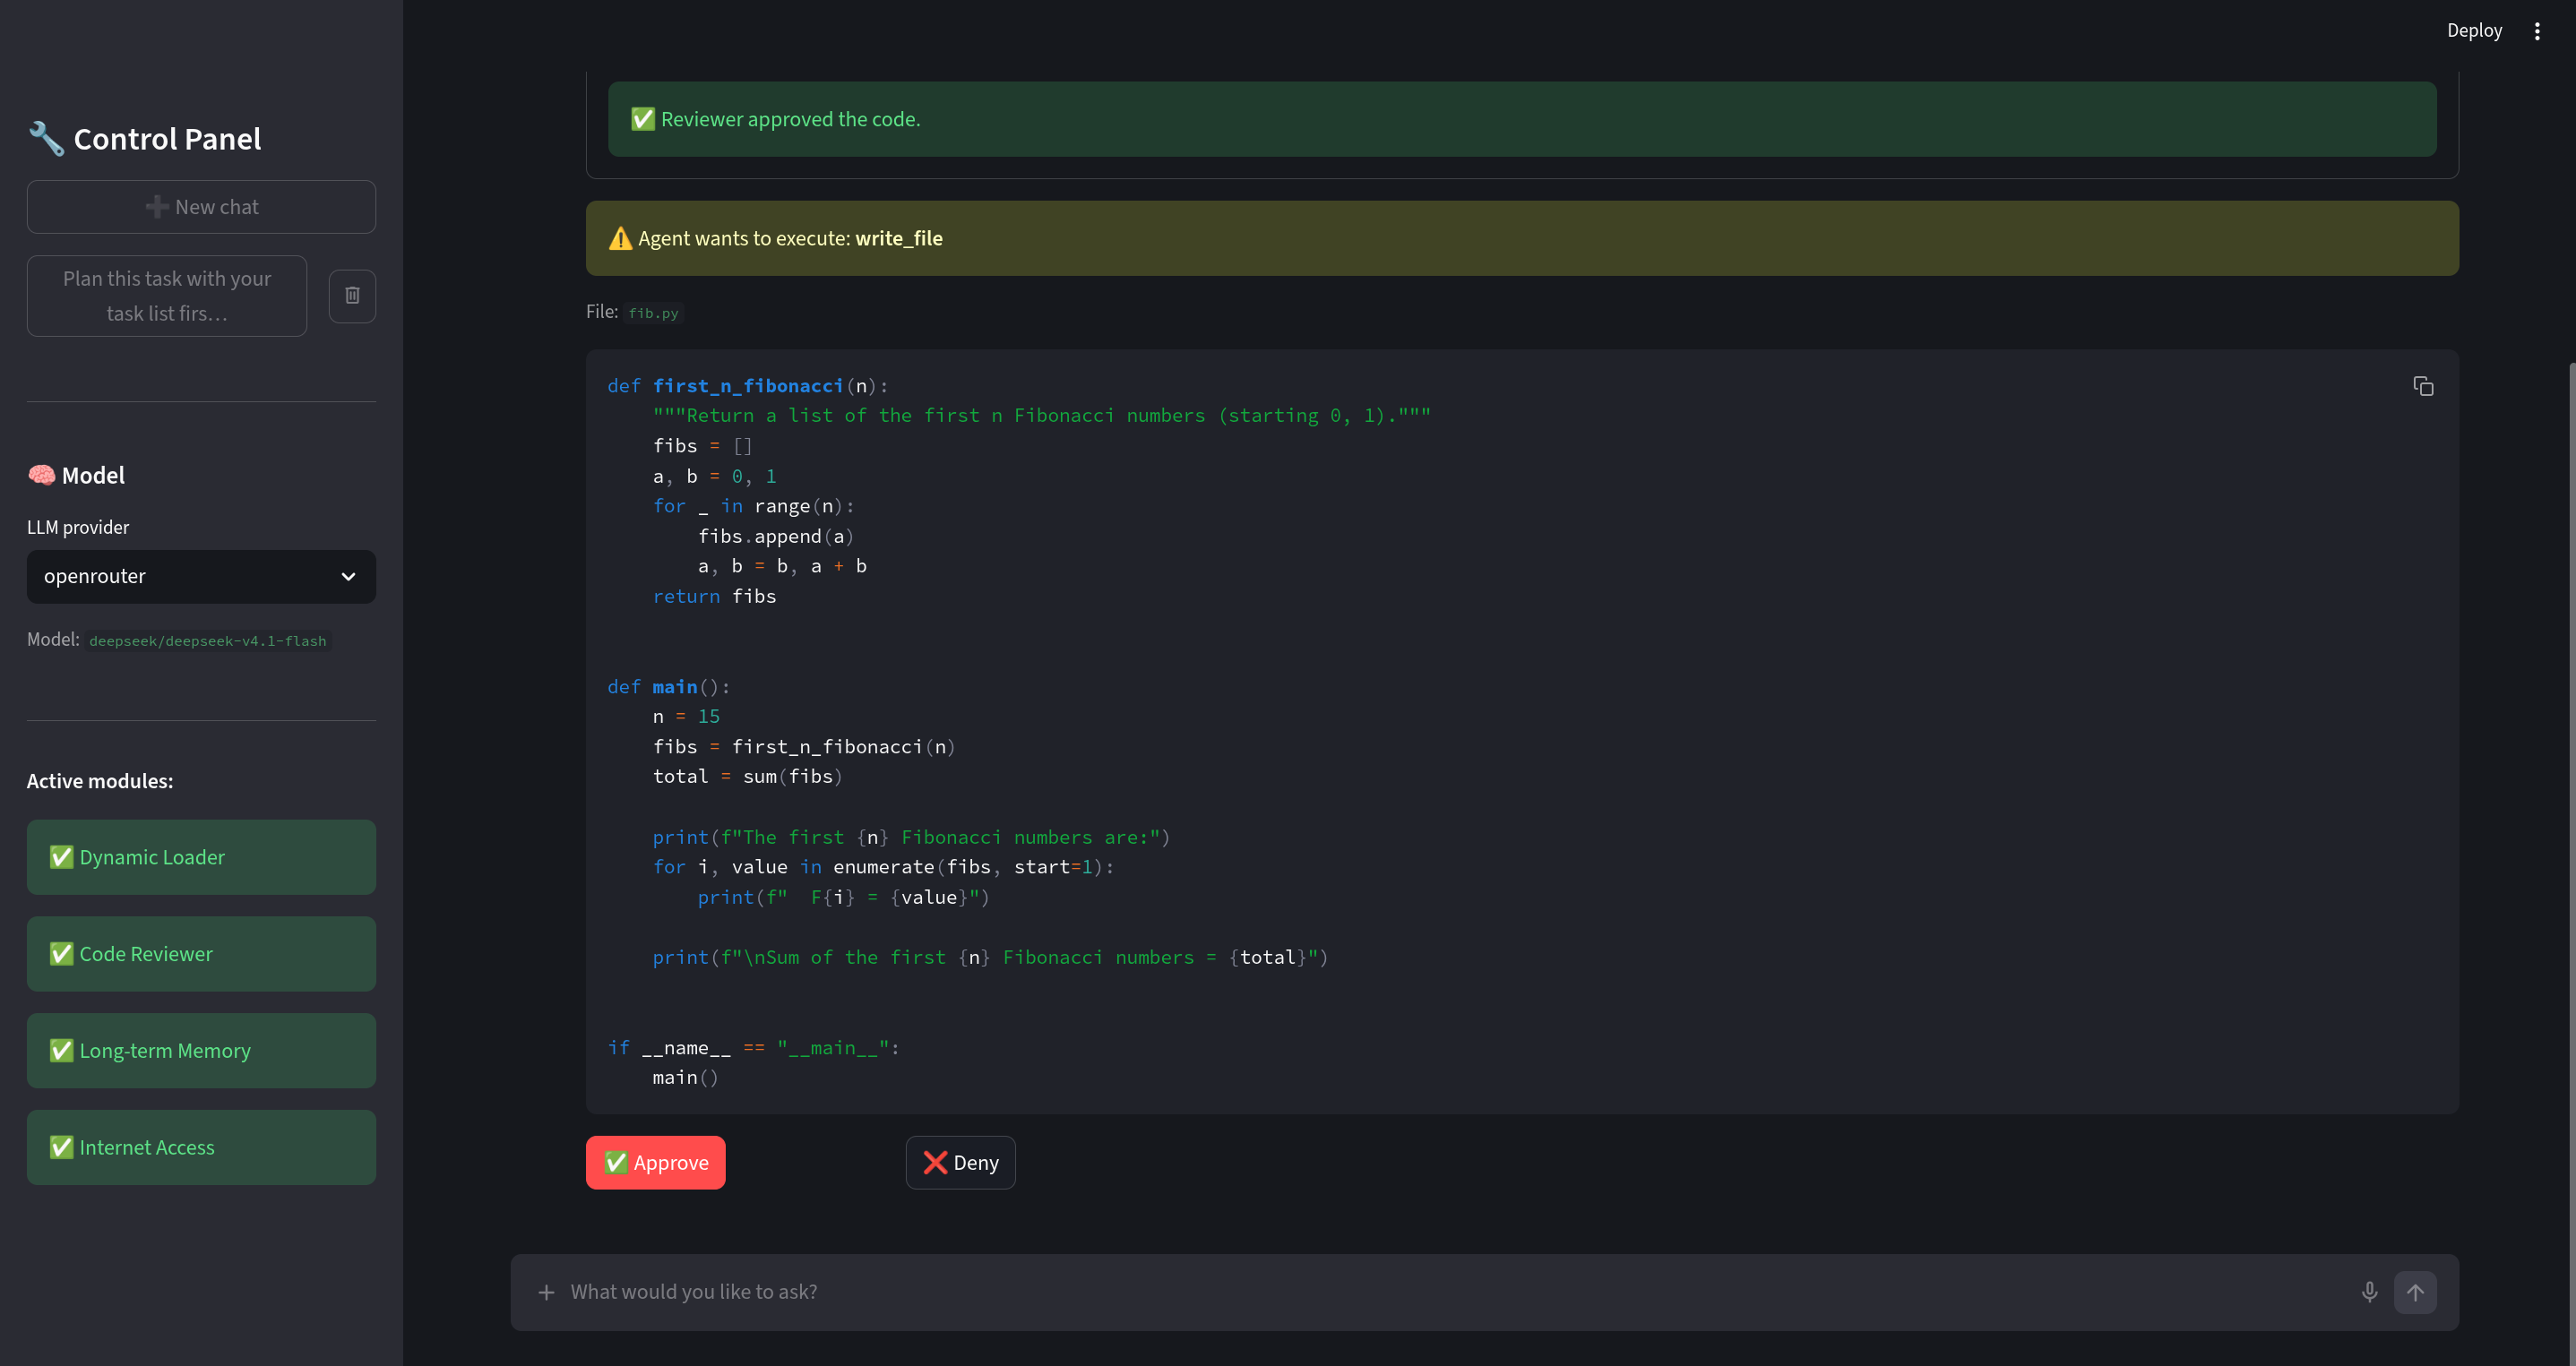 Deploy
🔧 Control Panel
➕ New chat
Plan this task with your
task list firs...
🧠 Model
LLM provider
openrouter
Model: deepseek/deepseek-v4.1-flash
Active modules:
✅ Dynamic Loader
✅ Code Reviewer
✅ Long-term Memory
✅ Internet Access
✅ Reviewer approved the code.
⚠️ Agent wants to execute: write_file
File: fib.py
def first_n_fibonacci(n):
    """Return a list of the first n Fibonacci numbers (starting 0, 1)."""
    fibs = []
    a, b = 0, 1
    for _ in range(n):
        fibs.append(a)
        a, b = b, a + b
    return fibs
def main():
    n = 15
    fibs = first_n_fibonacci(n)
    total = sum(fibs)
    print(f"The first {n} Fibonacci numbers are:")
    for i, value in enumerate(fibs, start=1):
        print(f"  F{i} = {value}")
    print(f"\nSum of the first {n} Fibonacci numbers = {total}")
if __name__ == "__main__":
    main()
✅ Approve
❌ Deny
What would you like to ask?